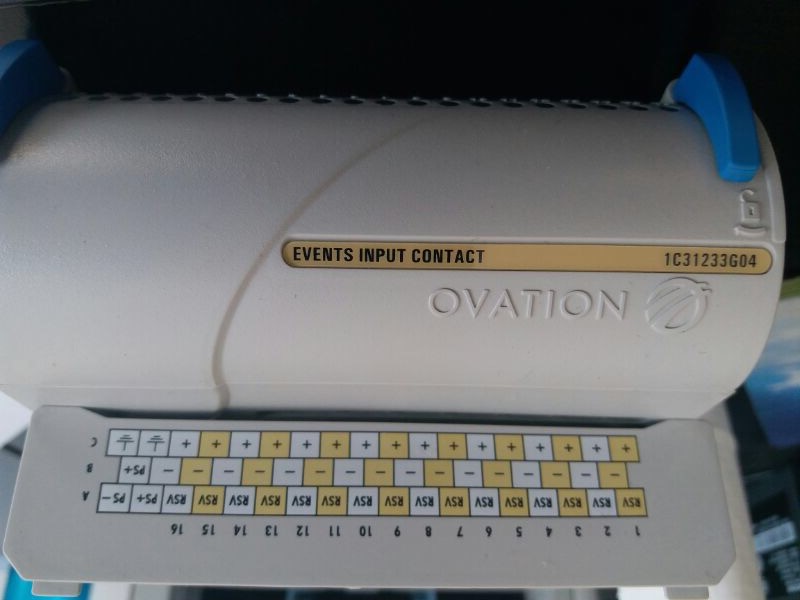 EVENTS INPUT CONTACT 1C31233G04
OVATION
1 2 3 4 5 6 7 8 9 10 11 12 13 14 15 16
RSV RSV RSV RSV RSV RSV RSV RSV RSV RSV RSV RSV RSV RSV RSV RSV PS+ PS− A
− − − − − − − − − − − − − − − − PS+ B
+ + + + + + + + + + + + + + + + ⏚ ⏚ C